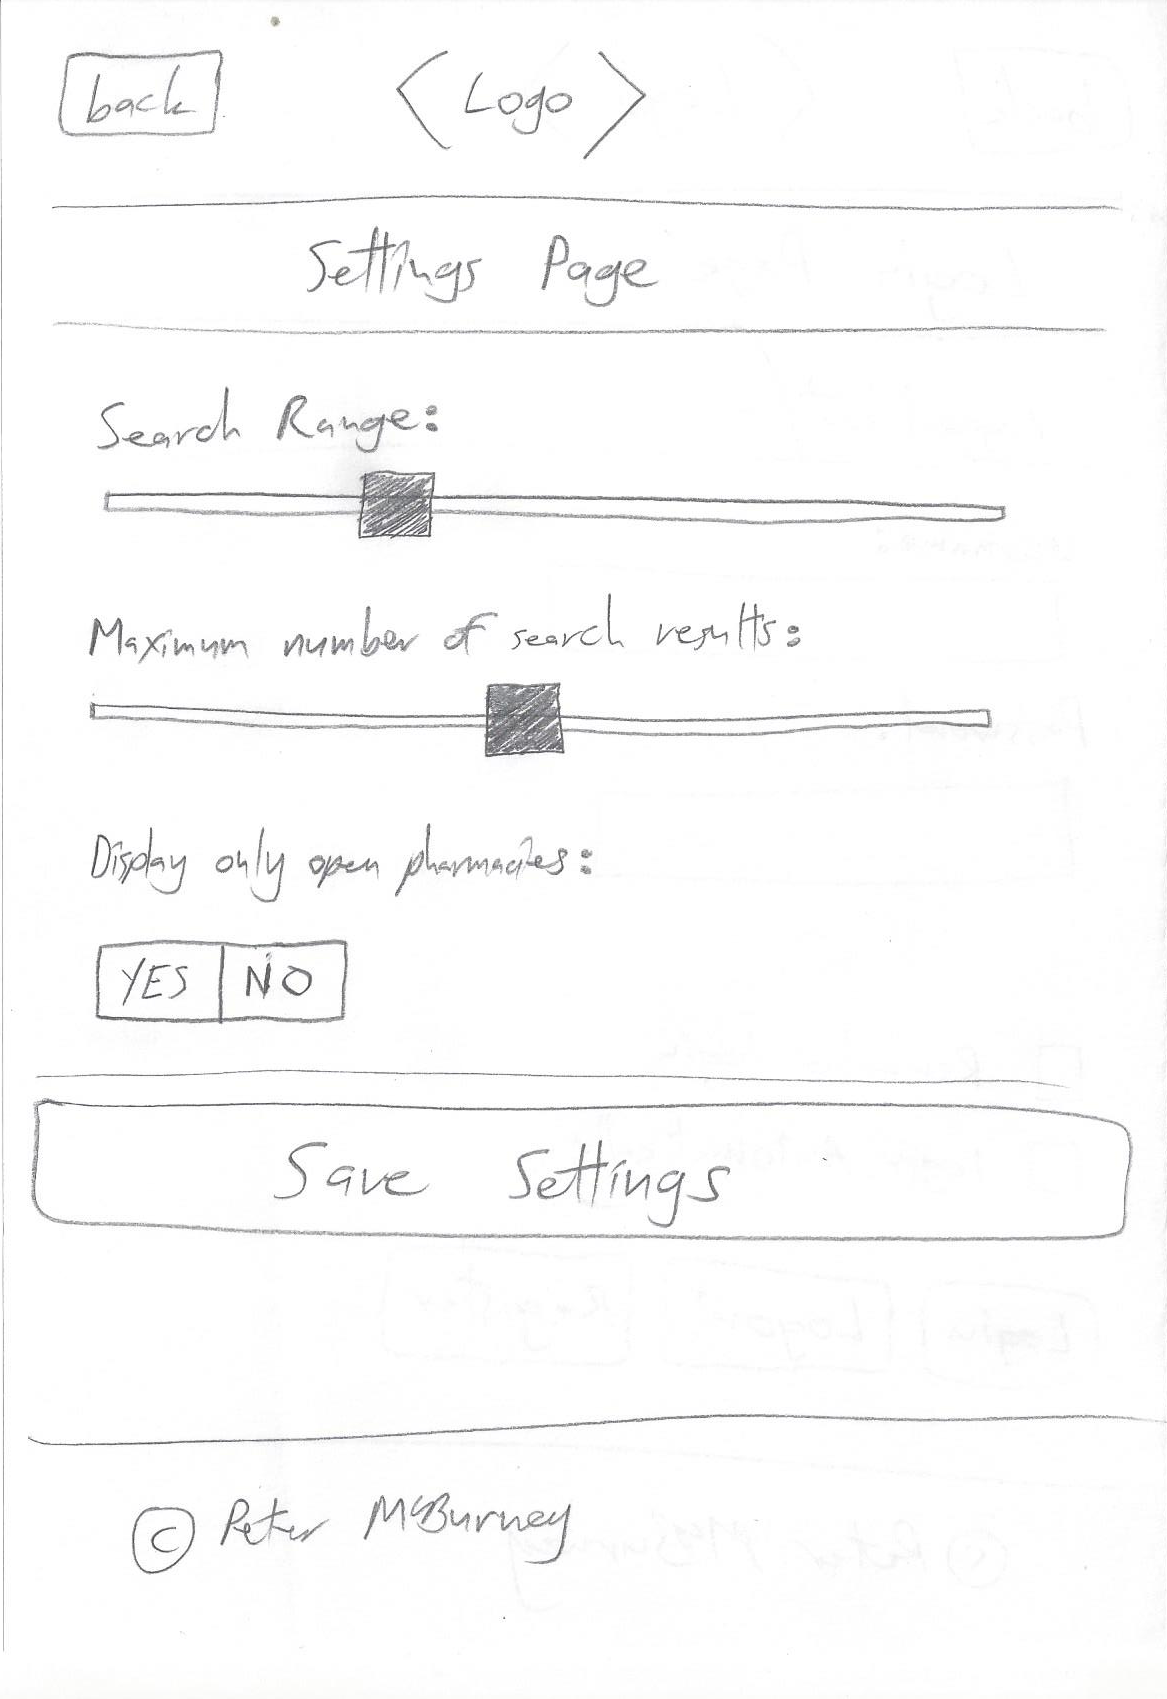 back
< Logo >
Settings Page
Search Range:
Maximum number of search results:
Display only open pharmacies:
YES NO
Save Settings
© Peter McBurney